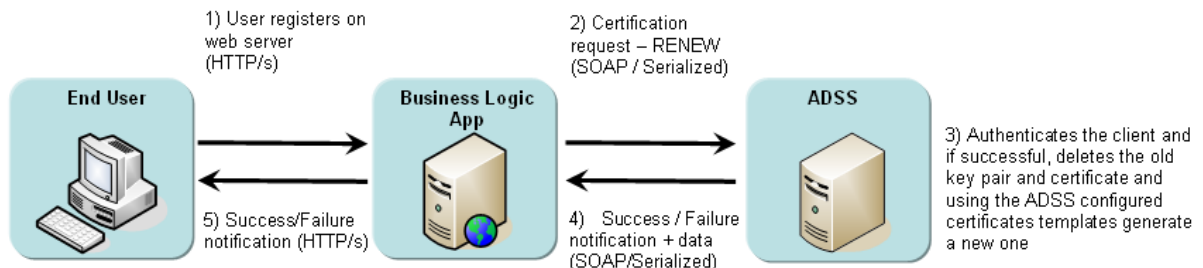 1) User registers on
web server
(HTTP/s)
2) Certification
request – RENEW
(SOAP / Serialized)
End User
Business Logic
App
ADSS
3) Authenticates the client and
if successful, deletes the old
key pair and certificate and
using the ADSS configured
certificates templates generate
a new one
5) Success/Failure
notification (HTTP/s)
4) Success / Failure
notification + data
(SOAP/Serialized)